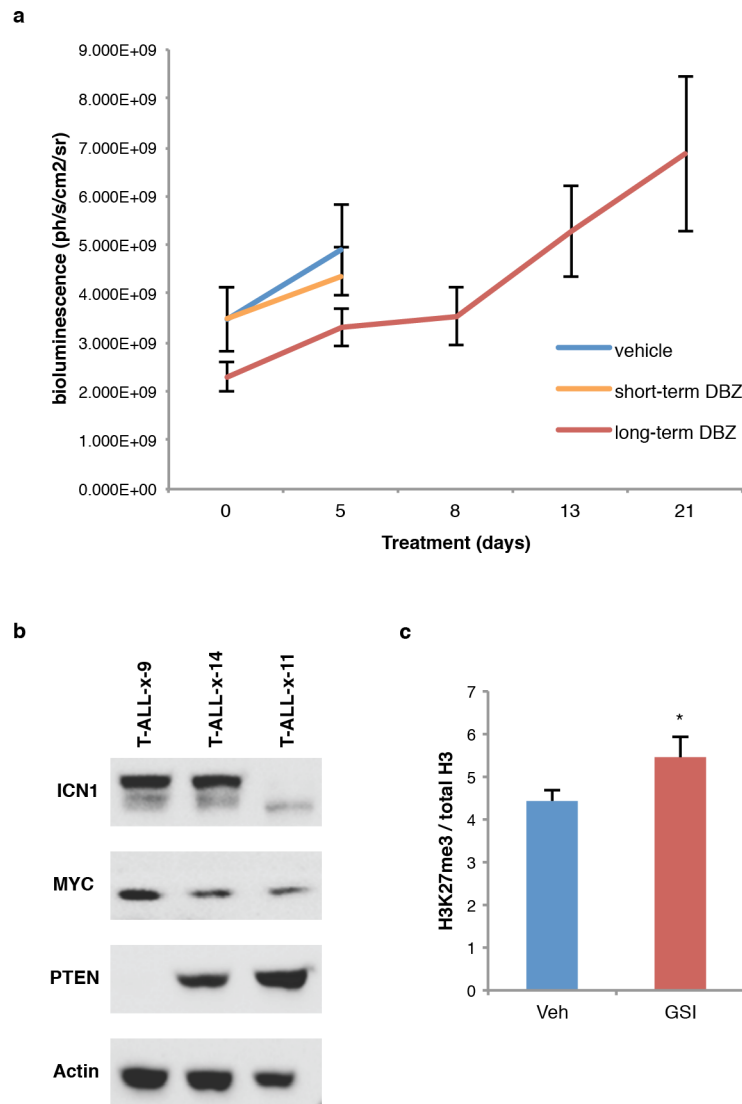 a
bioluminescence (ph/s/cm2/sr)
9.000E+09
8.000E+09
7.000E+09
6.000E+09
5.000E+09
4.000E+09
3.000E+09
2.000E+09
1.000E+09
0.000E+00
vehicle
short-term DBZ
long-term DBZ
0 5 8 13 21
Treatment (days)
b
T-ALL-x-9
T-ALL-x-14
T-ALL-x-11
ICN1
MYC
PTEN
Actin
c
H3K27me3 / total H3
7
6
5
4
3
2
1
0
*
Veh GSI